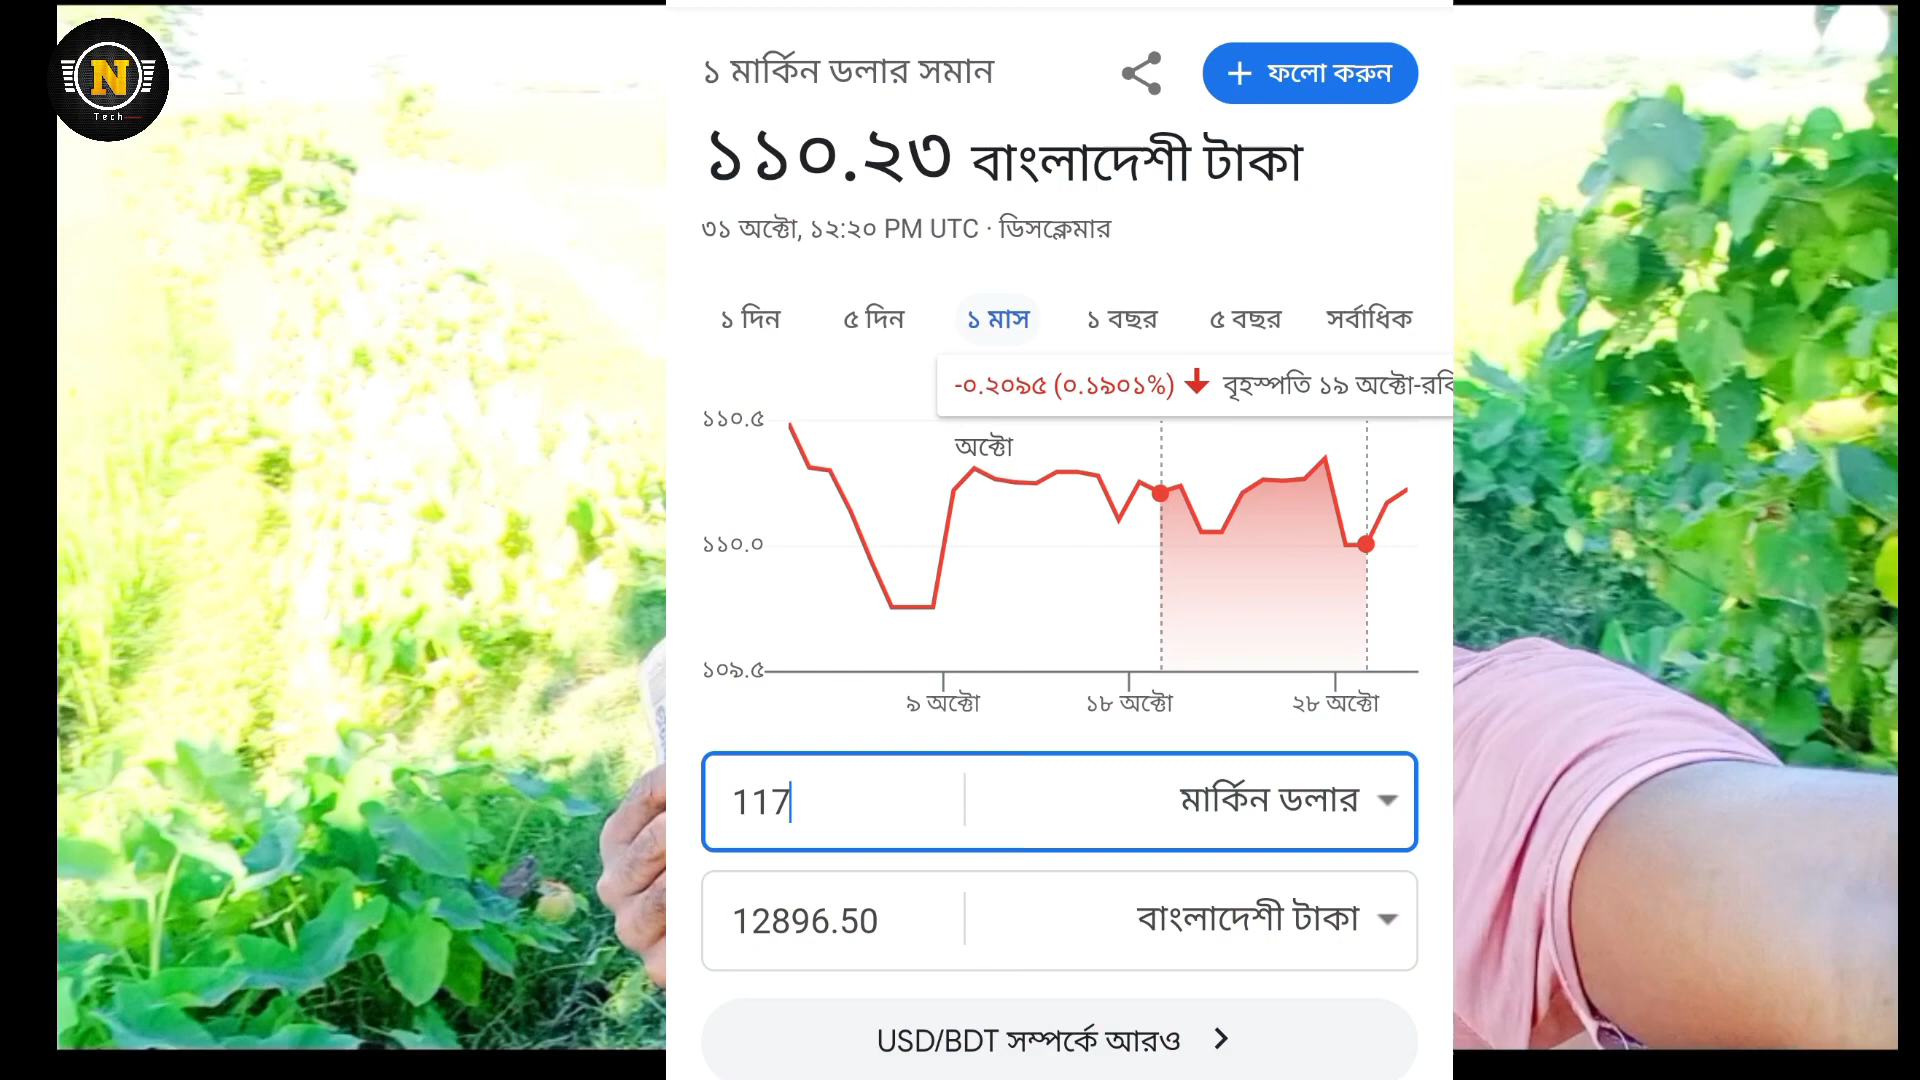 N
Tech
১ মার্কিন ডলার সমান
+ ফলো করুন
১১০.২৩ বাংলাদেশী টাকা
৩১ অক্টো, ১২:২০ PM UTC · ডিসক্লেমার
১ দিন ৫ দিন ১ মাস ১ বছর ৫ বছর সর্বাধিক
-০.২০৯৫ (০.১৯০১%) বৃহস্পতি ১৯ অক্টো-রবি
অক্টো
১১০.৫
১১০.০
১০৯.৫
৯ অক্টো ১৮ অক্টো ২৮ অক্টো
117 মার্কিন ডলার
12896.50 বাংলাদেশী টাকা
USD/BDT সম্পর্কে আরও